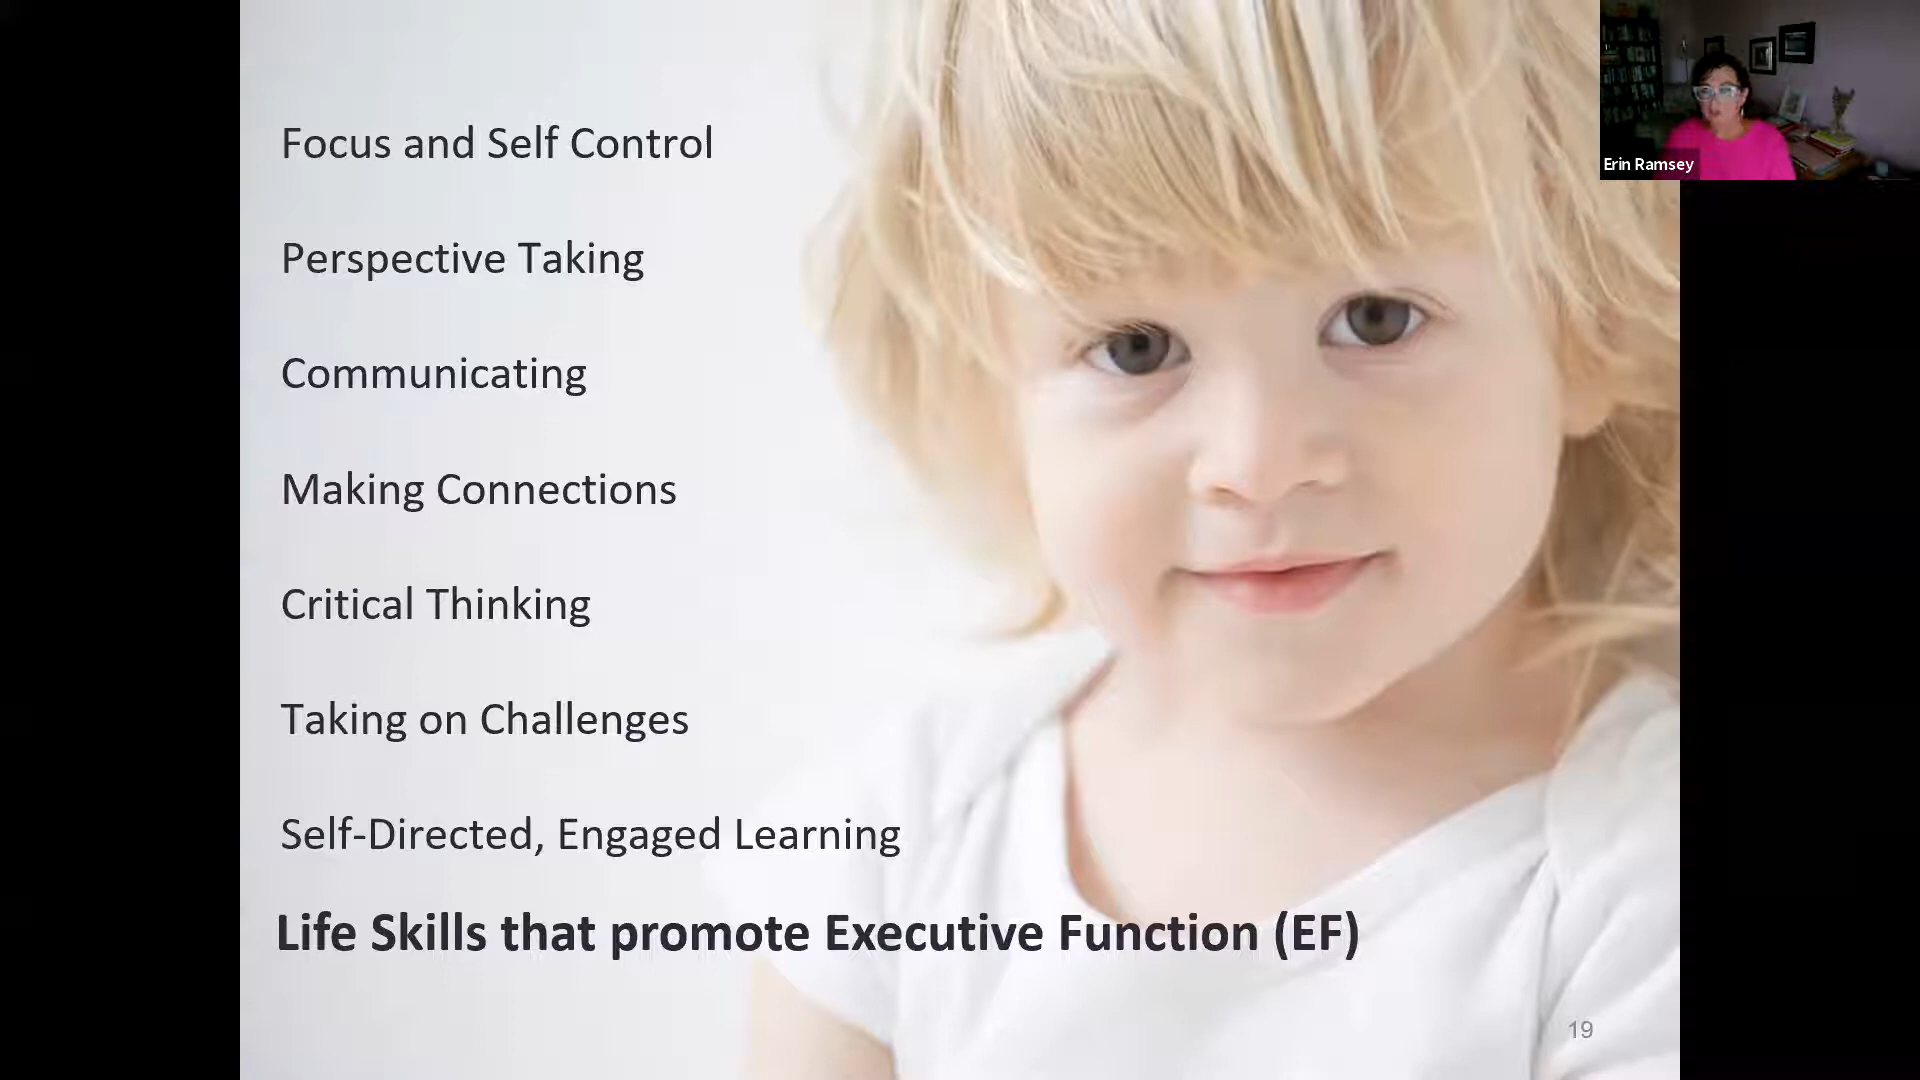 Focus and Self Control
Perspective Taking
Communicating
Making Connections
Critical Thinking
Taking on Challenges
Self-Directed, Engaged Learning
Life Skills that promote Executive Function (EF)
19
Erin Ramsey